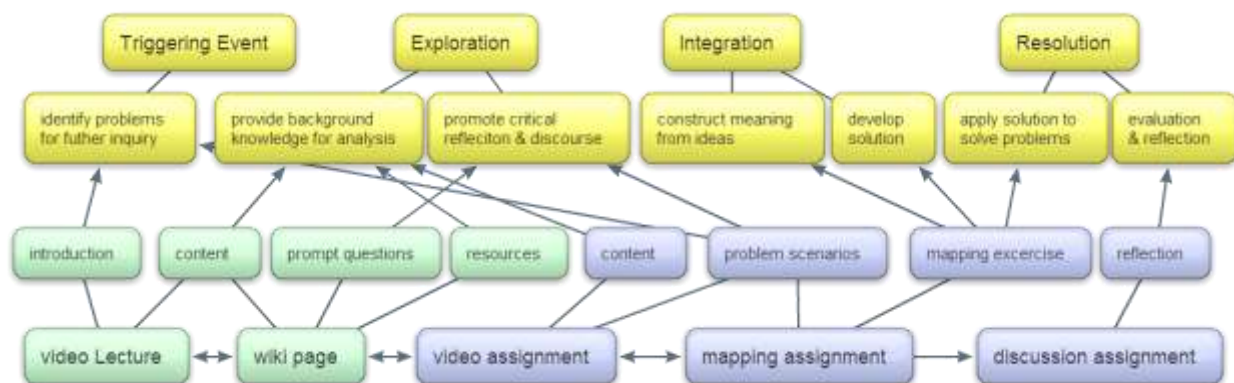 Triggering Event
Exploration
Integration
Resolution
identify problems
for futher inquiry
provide background
knowledge for analysis
promote critical
refleciton & discourse
construct meaning
from ideas
develop
solution
apply solution to
solve problems
evaluation
& reflection
introduction
content
prompt questions
resources
content
problem scenarios
mapping excercise
reflection
video Lecture
wiki page
video assignment
mapping assignment
discussion assignment